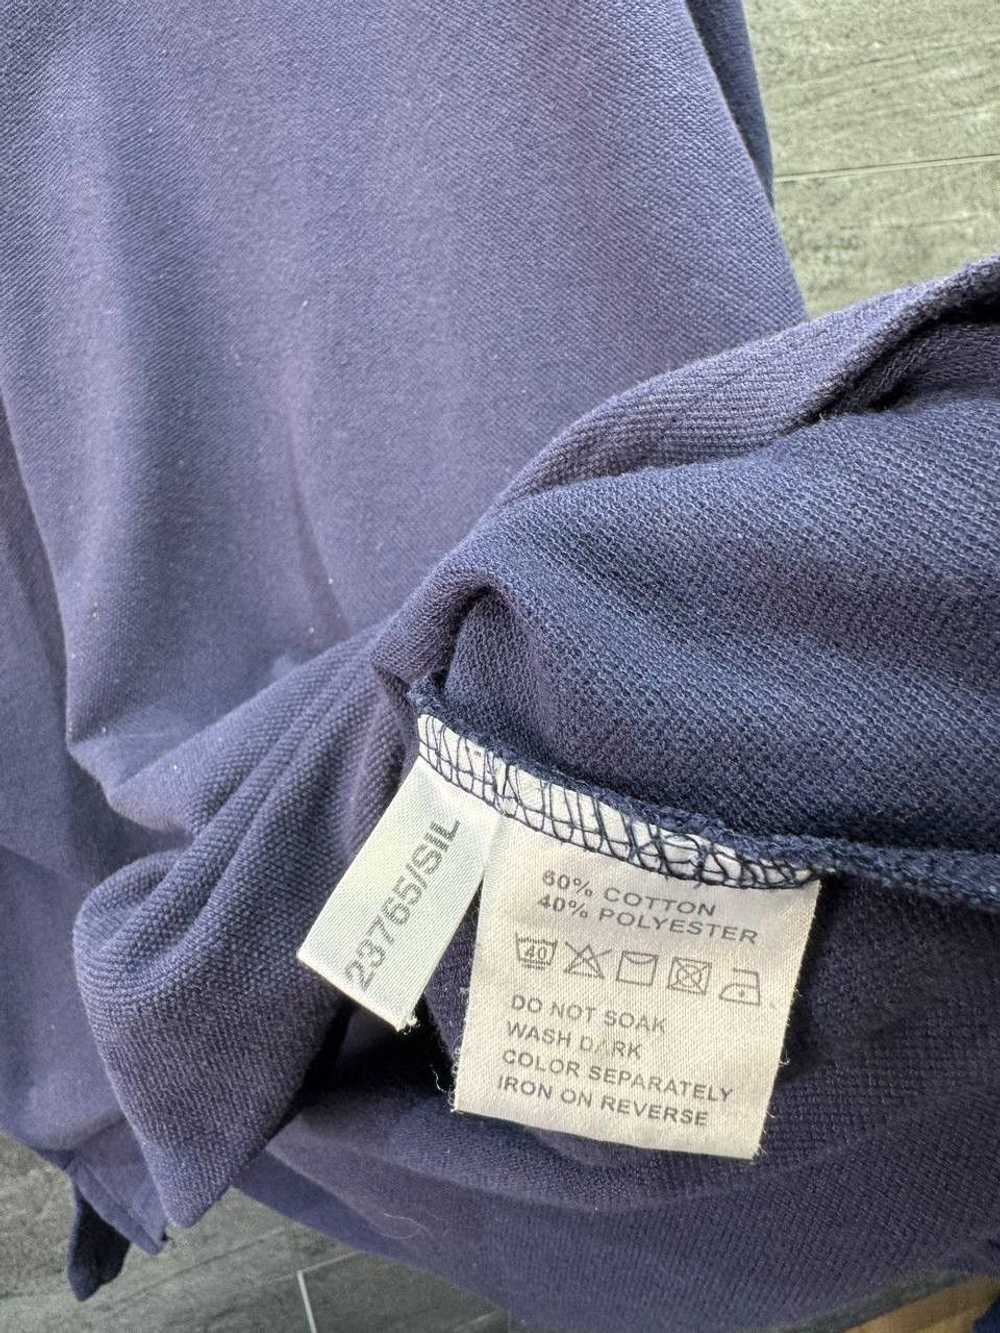 23765/SIL
60% COTTON
40% POLYESTER
40
DO NOT SOAK
WASH DARK
COLOR SEPARATELY
IRON ON REVERSE